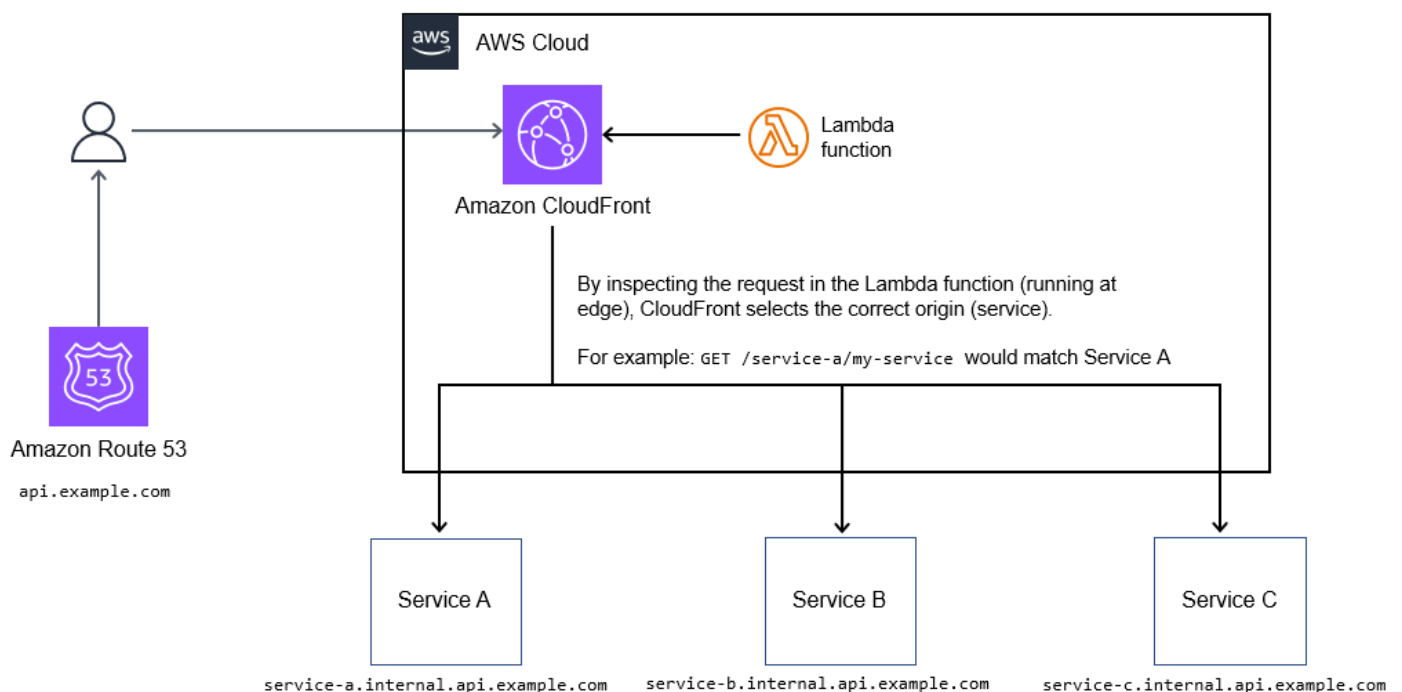 aws
AWS Cloud
Lambda
function
Amazon CloudFront
By inspecting the request in the Lambda function (running at
edge), CloudFront selects the correct origin (service).
For example: GET /service-a/my-service would match Service A
53
Amazon Route 53
api.example.com
Service A
Service B
Service C
service-a.internal.api.example.com
service-b.internal.api.example.com
service-c.internal.api.example.com